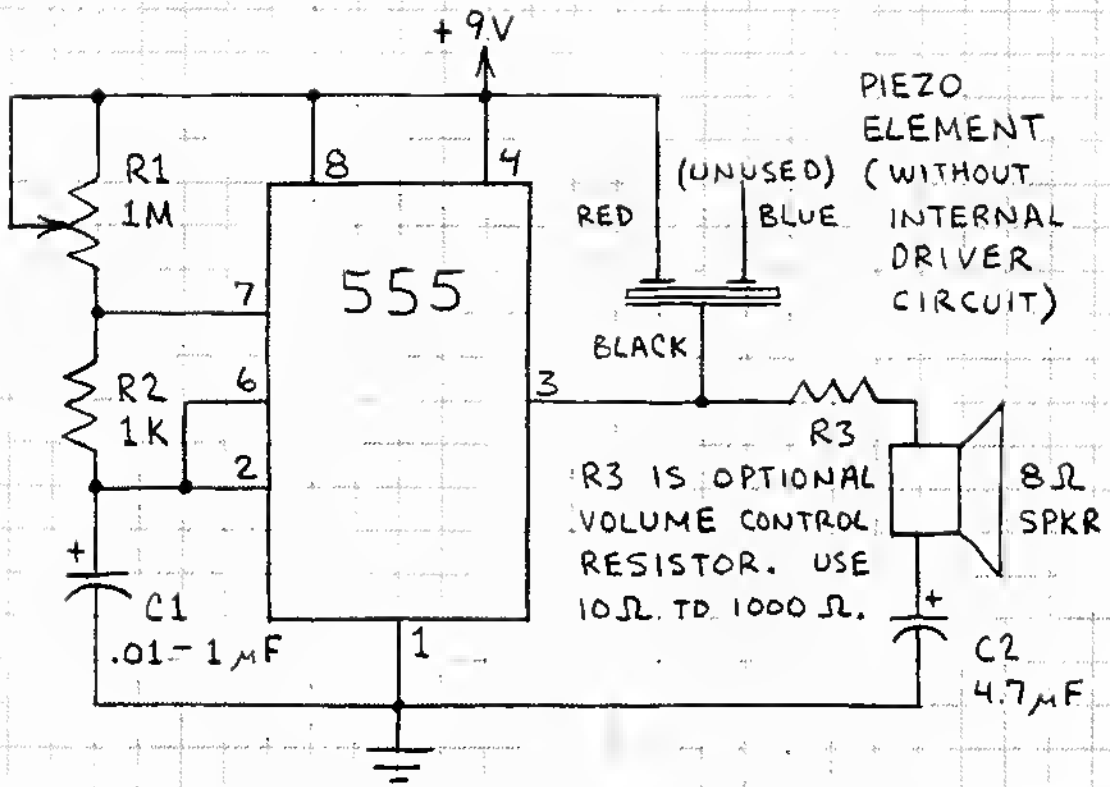 +9V
PIEZO
ELEMENT
(WITHOUT
INTERNAL
DRIVER
CIRCUIT)
R1
1M
8
4
(UNUSED)
RED
BLUE
7
555
BLACK
R2
1K
6
3
2
R3
R3 IS OPTIONAL
VOLUME CONTROL
RESISTOR. USE
10Ω TO 1000Ω.
8Ω
SPKR
+
C1
.01-1μF
1
+
C2
4.7μF